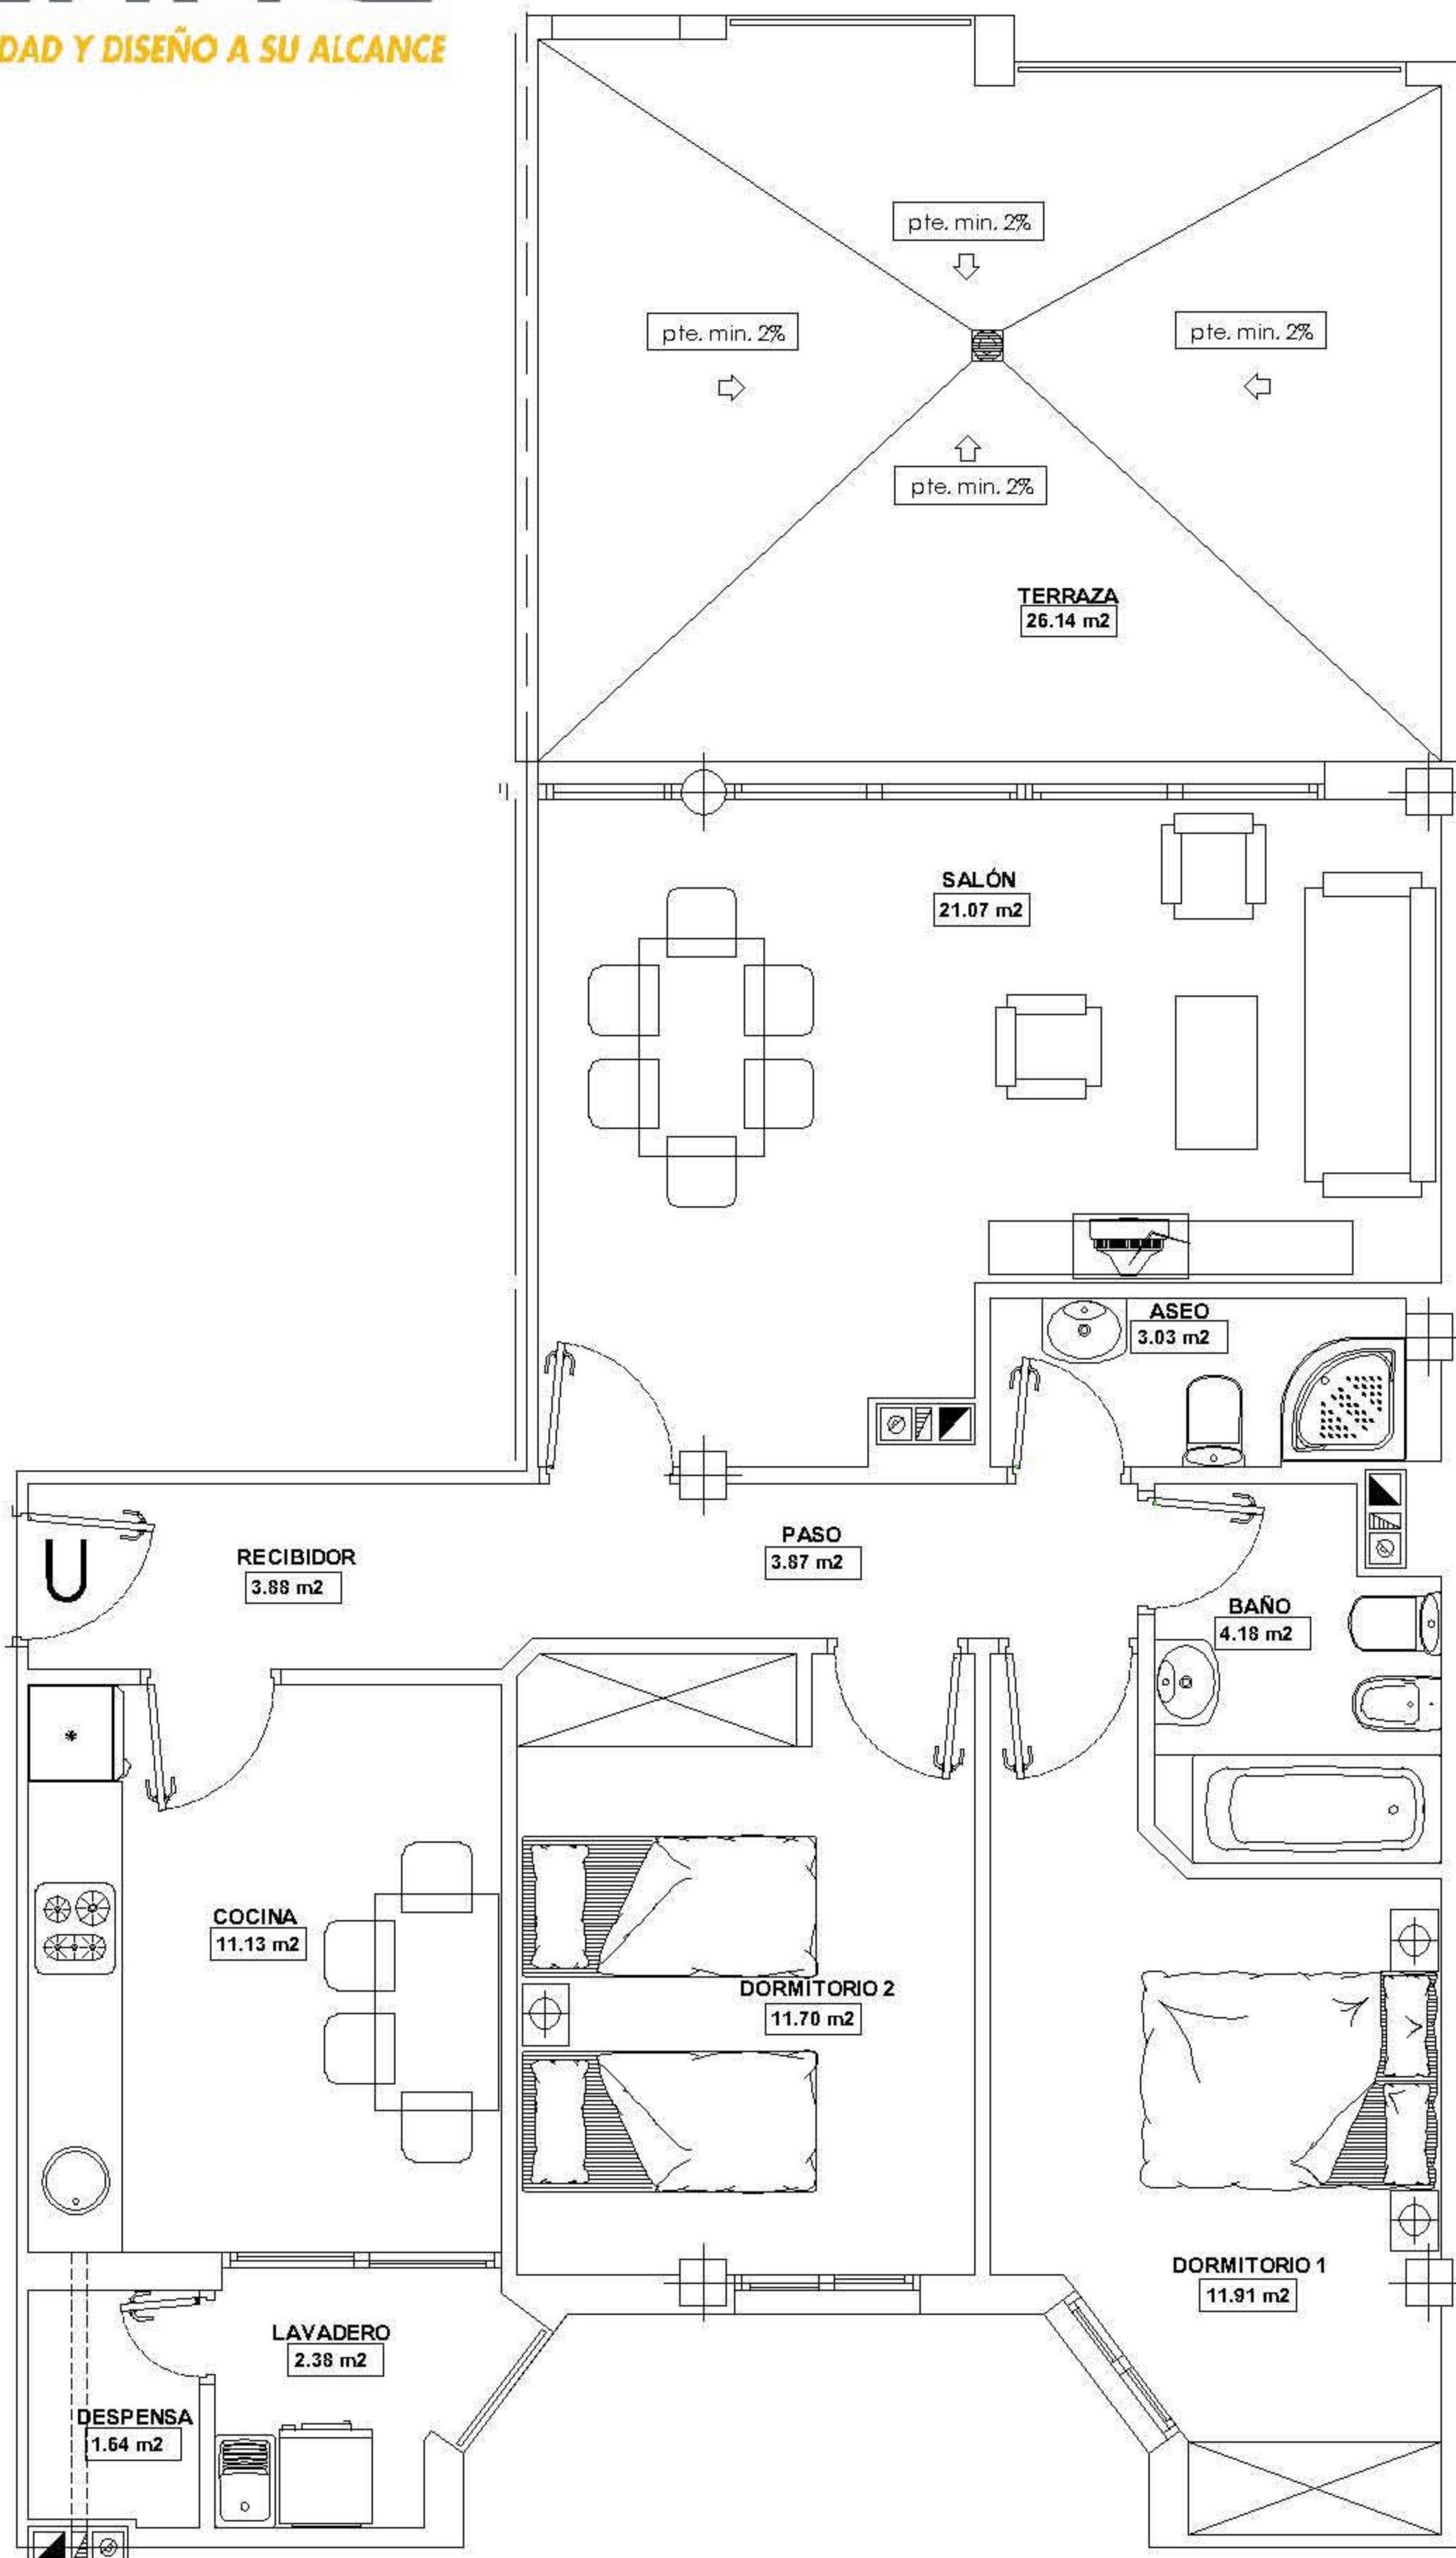 DAD Y DISEÑO A SU ALCANCE
pte. min. 2%
pte. min. 2%
pte. min. 2%
pte. min. 2%
TERRAZA
26.14 m2
SALÓN
21.07 m2
ASEO
3.03 m2
RECIBIDOR
3.88 m2
PASO
3.87 m2
BAÑO
4.18 m2
COCINA
11.13 m2
DORMITORIO 2
11.70 m2
DORMITORIO 1
11.91 m2
LAVADERO
2.38 m2
DESPENSA
1.64 m2